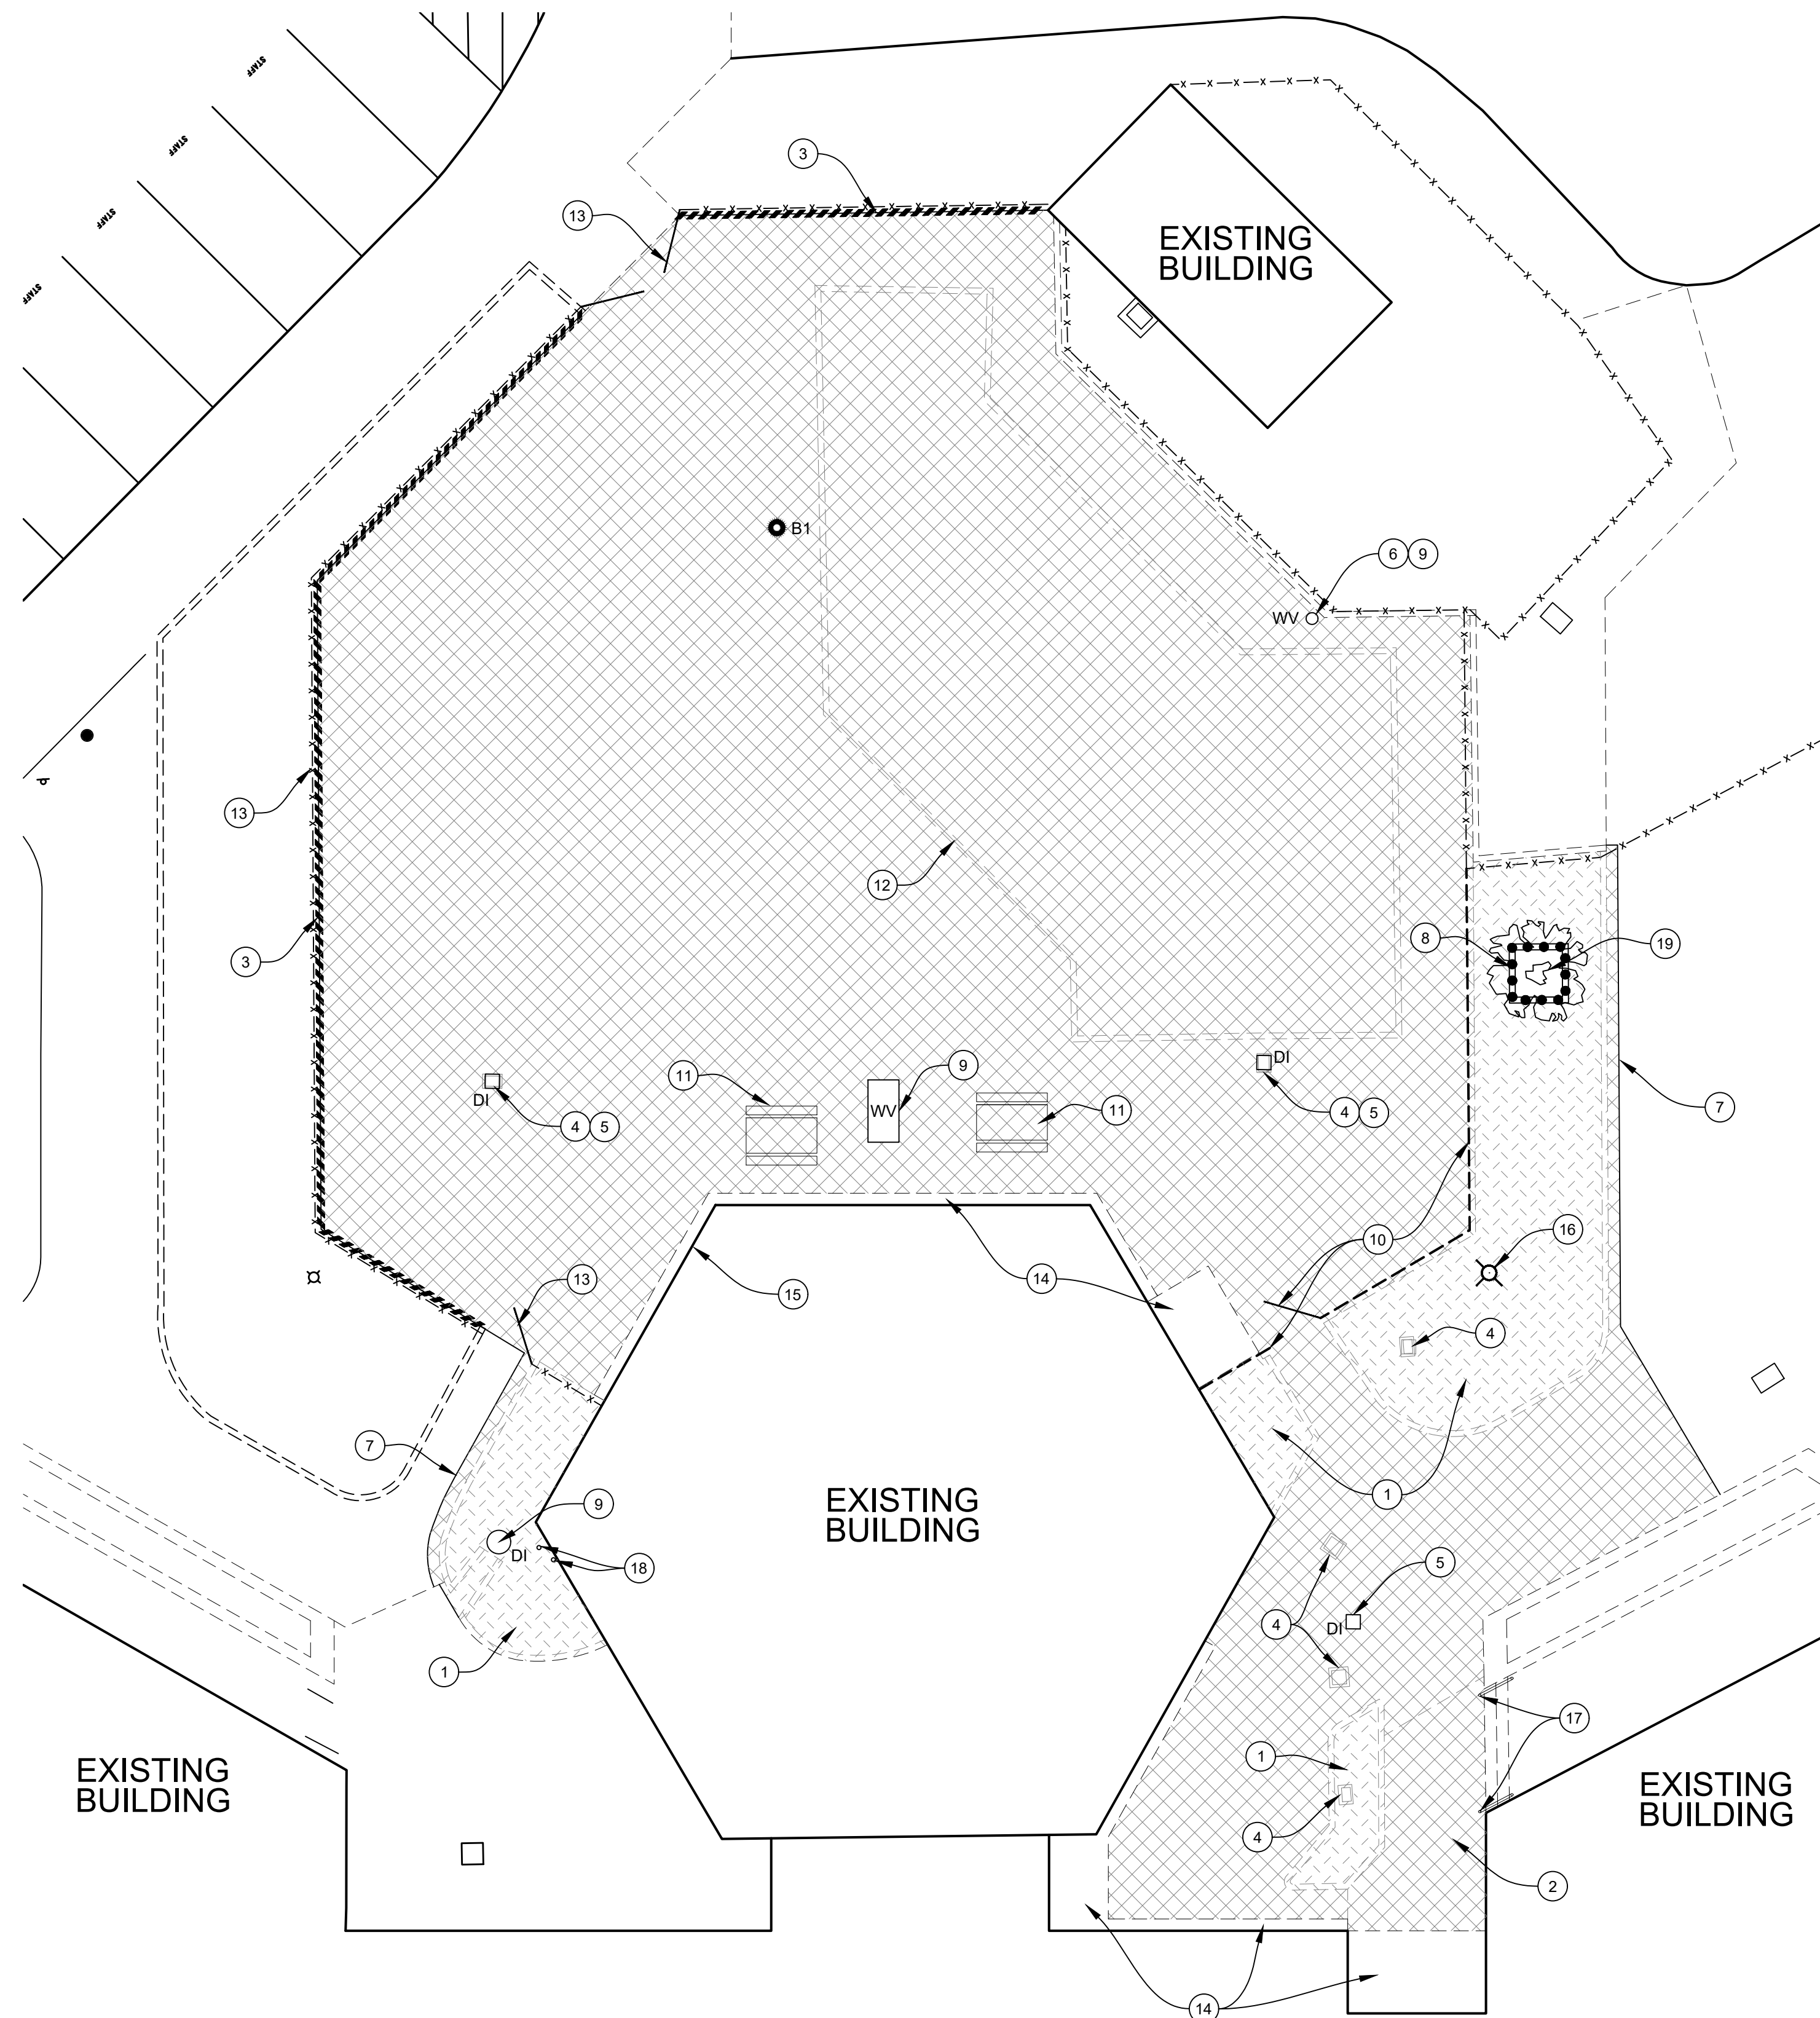 STAFF
STAFF
STAFF
STAFF
3
13
EXISTING
BUILDING
B1
6 9
WV
13
12
3
8
19
DI
4 5
11
9
WV
11
DI
4 5
7
10
16
13
15
14
4
7
1
9
DI
EXISTING
BUILDING
18
5
4
DI
1
17
1
4
EXISTING
BUILDING
EXISTING
BUILDING
2
14